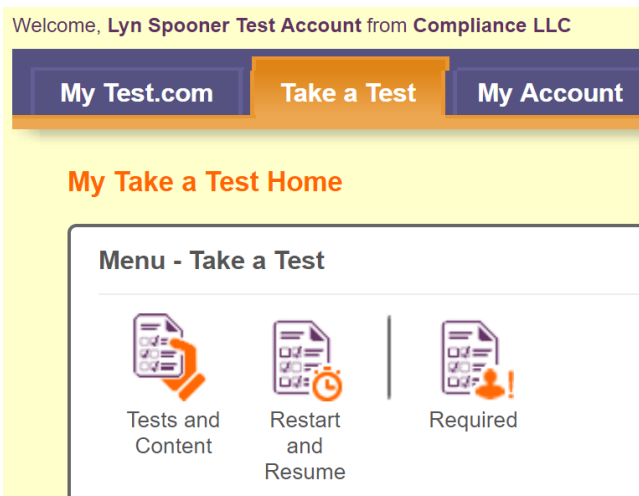 Welcome, Lyn Spooner Test Account from Compliance LLC
My Test.com Take a Test My Account
My Take a Test Home
Menu - Take a Test
Tests and Content
Restart and Resume
Required